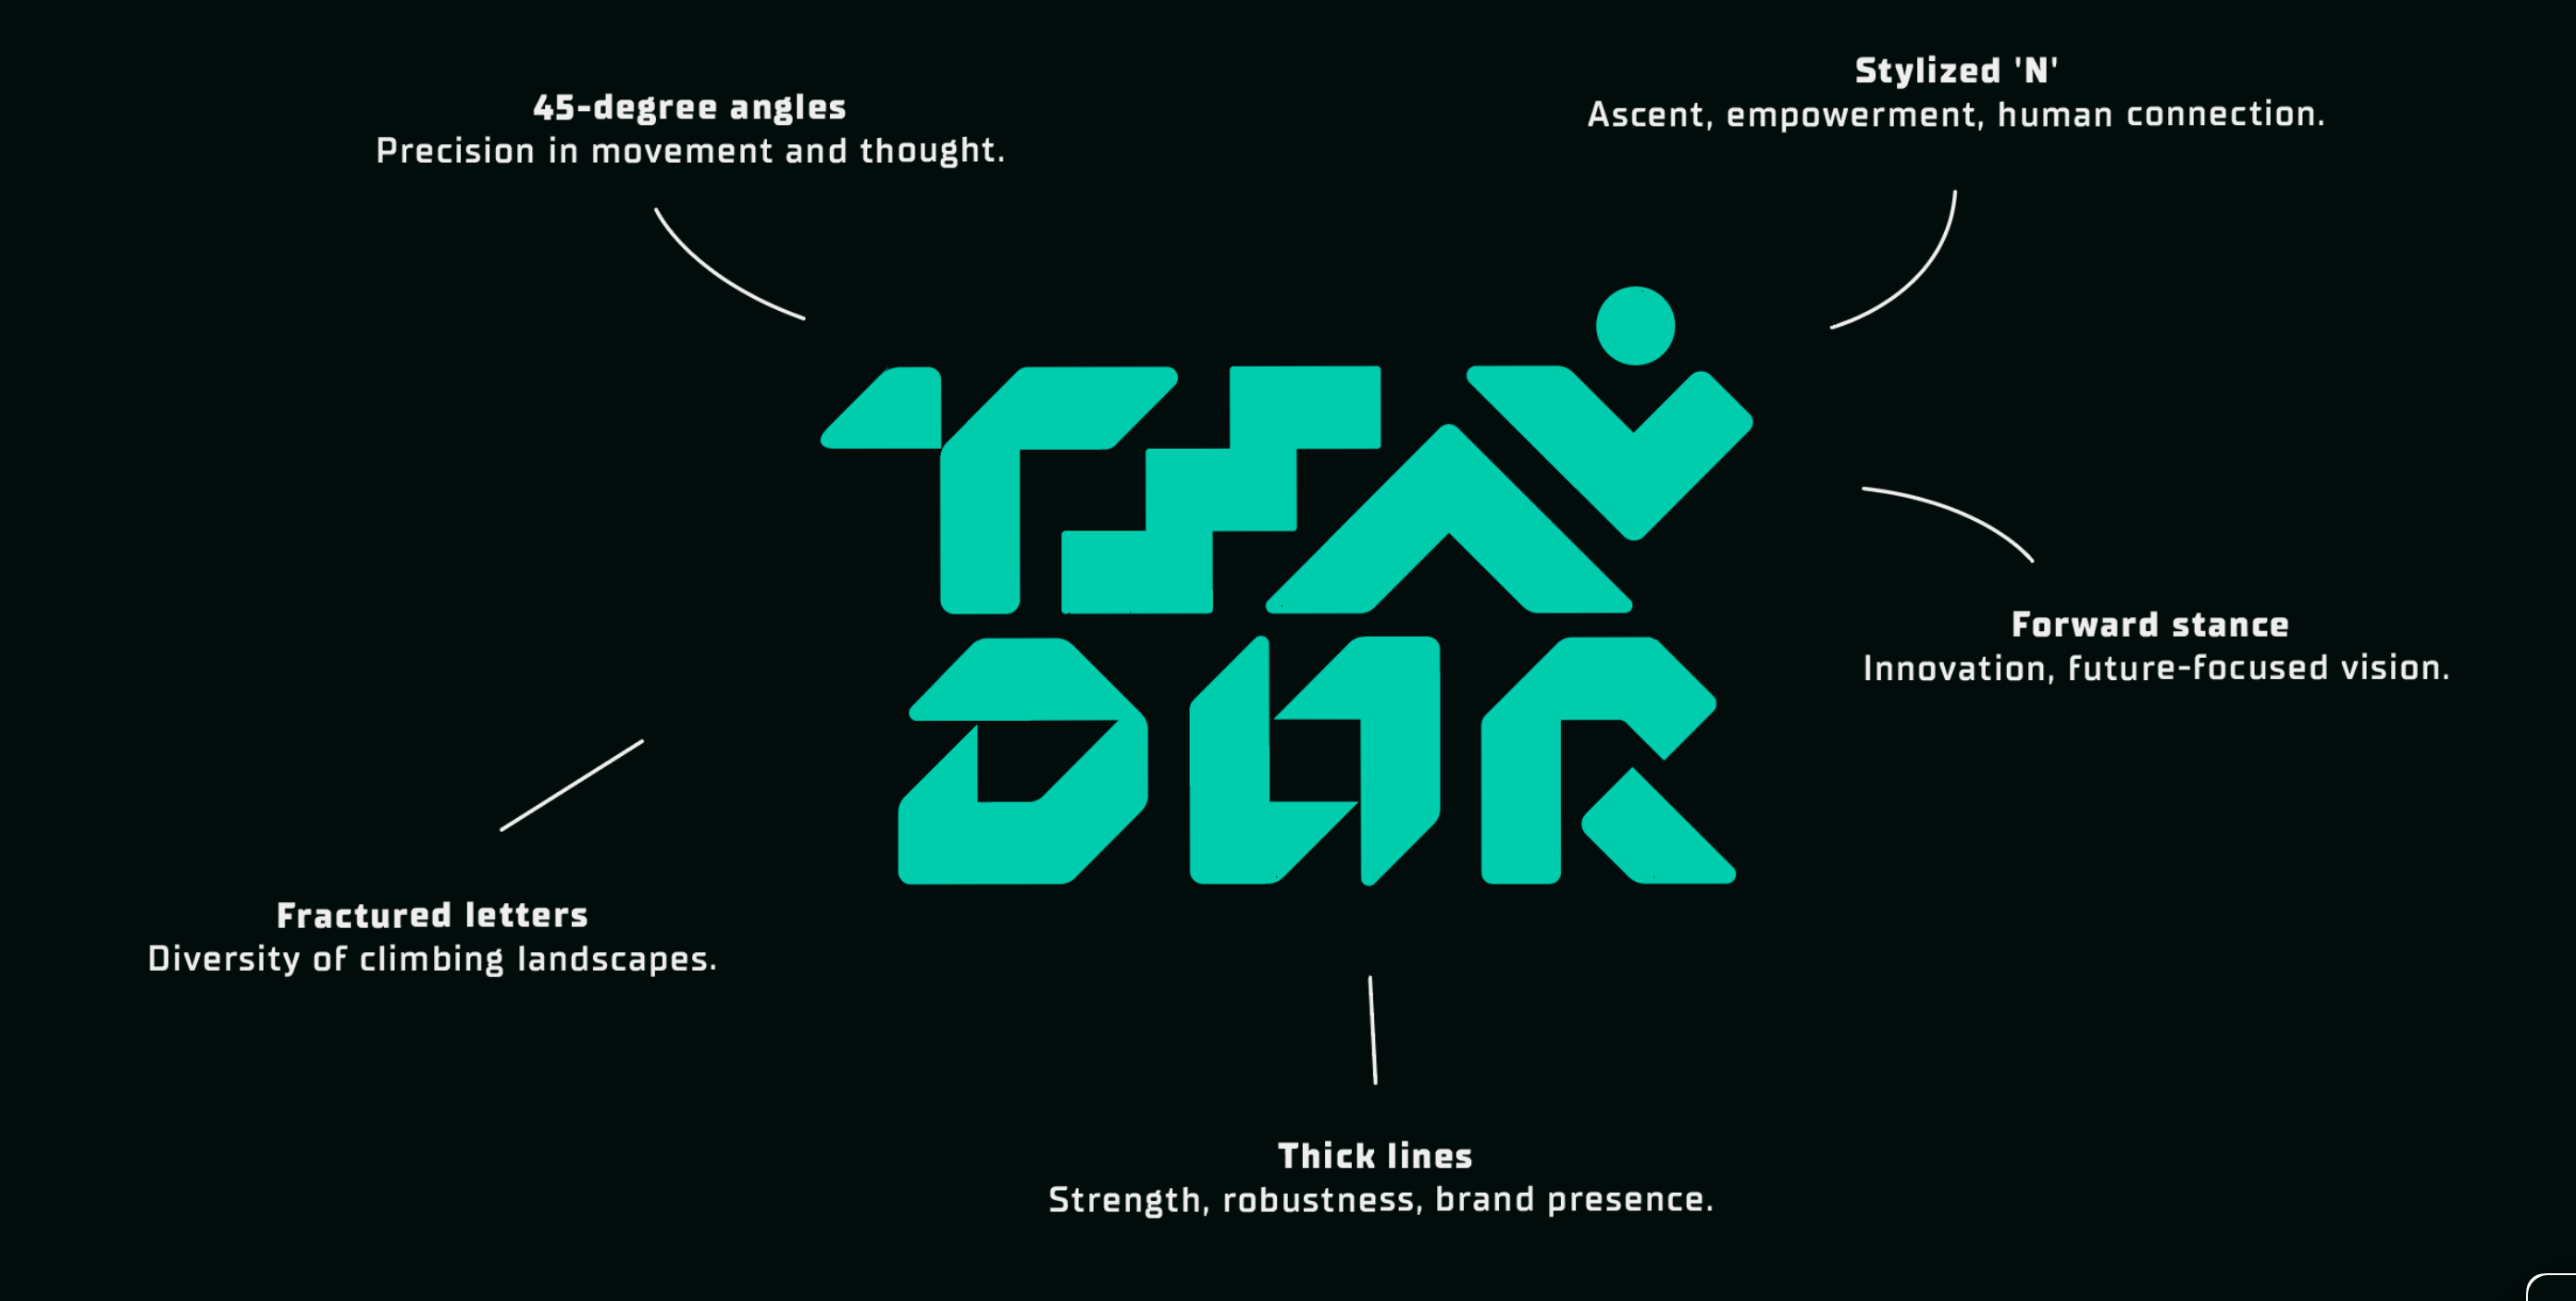 45-degree angles
Precision in movement and thought.
Stylized 'N'
Ascent, empowerment, human connection.
Forward stance
Innovation, future-focused vision.
Fractured letters
Diversity of climbing landscapes.
Thick lines
Strength, robustness, brand presence.